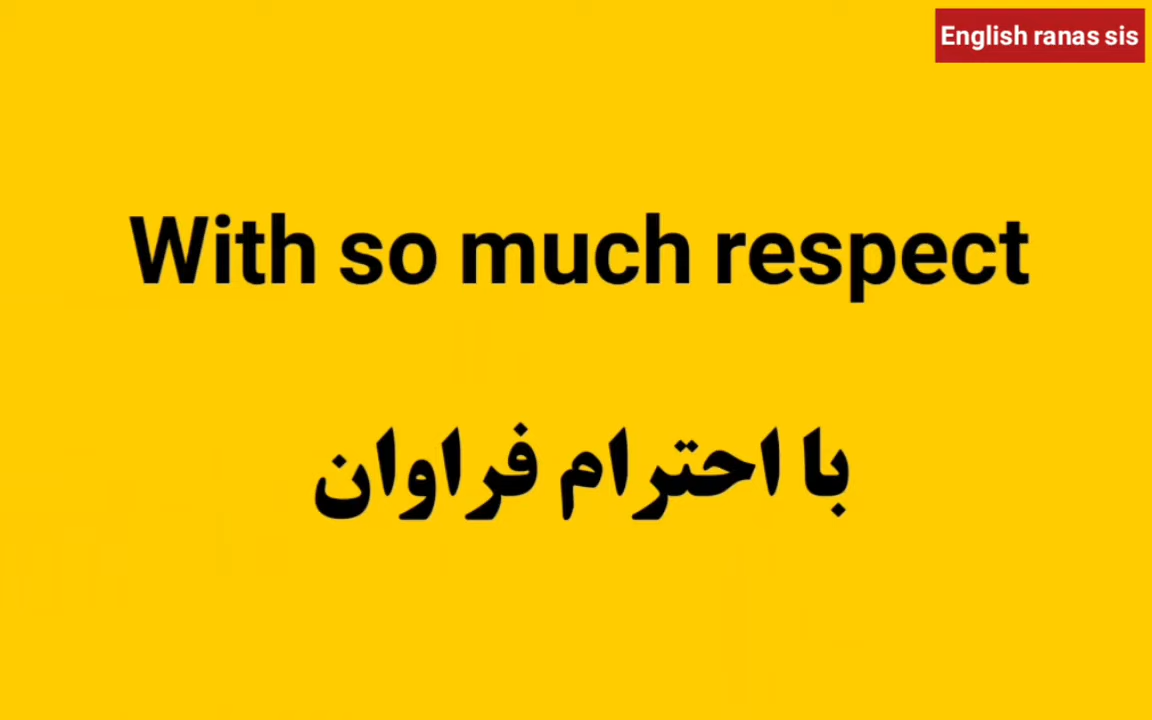 English ranas sis
With so much respect
با احترام فراوان